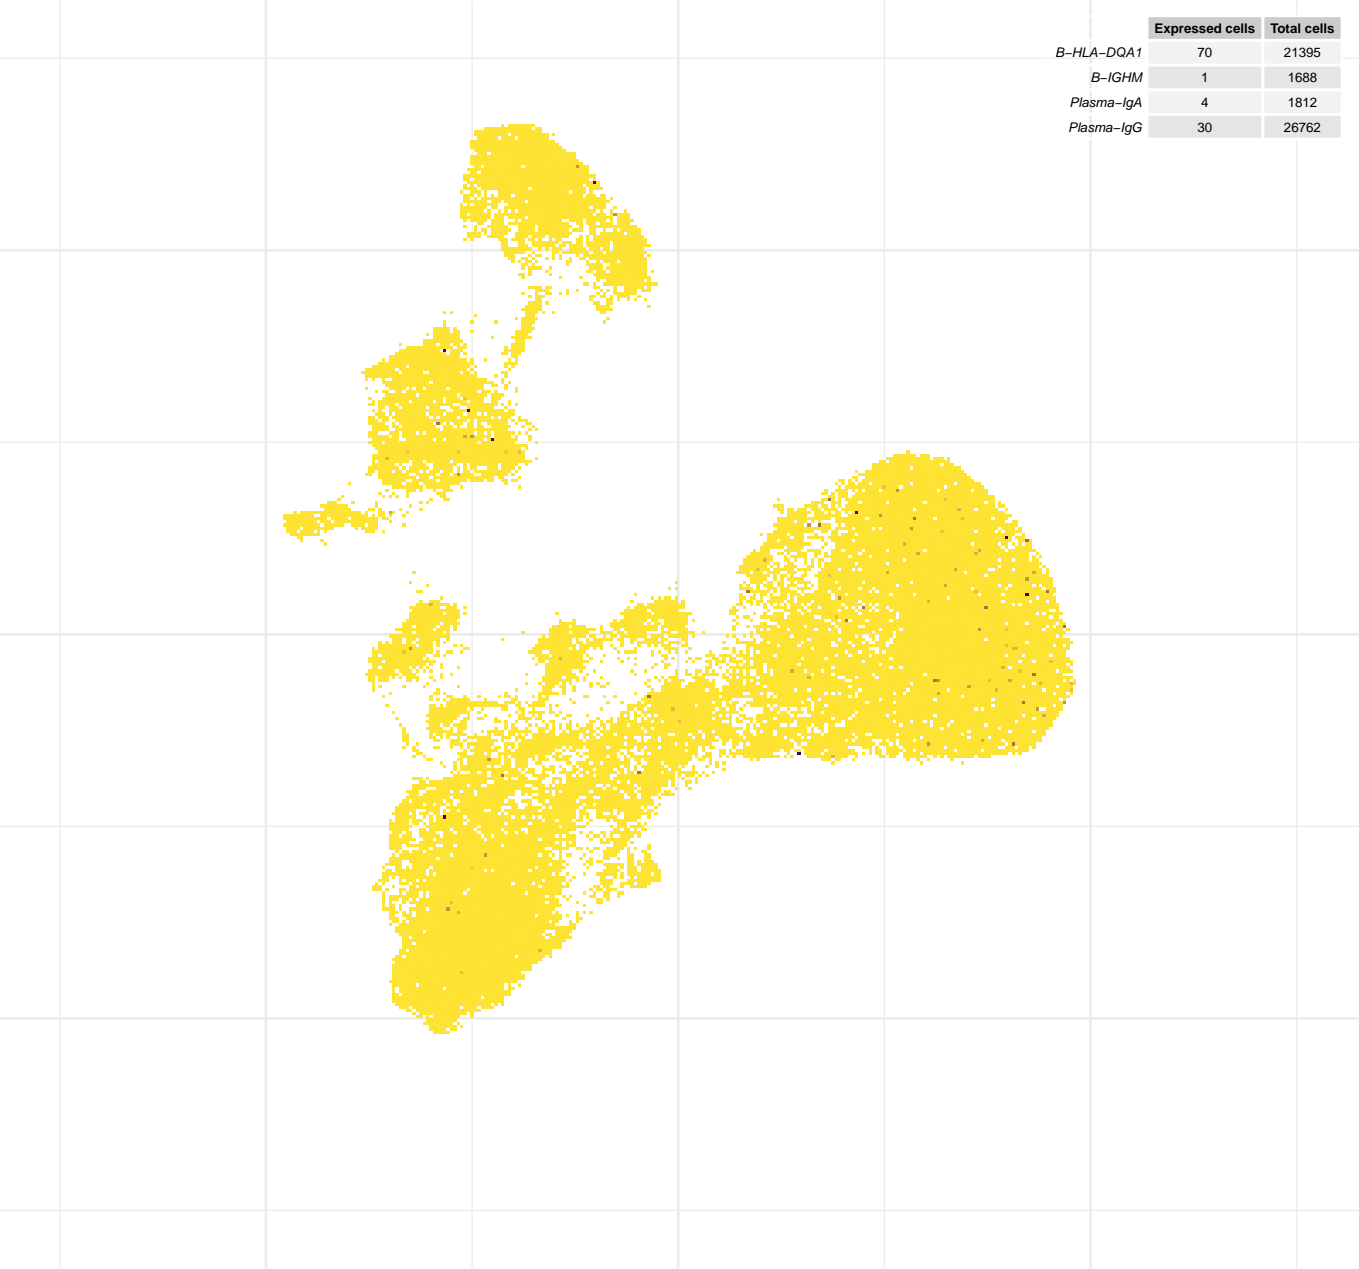 Expressed cells Total cells
B−HLA−DQA1 70 21395
B−IGHM 1 1688
Plasma−IgA 4 1812
Plasma−IgG 30 26762